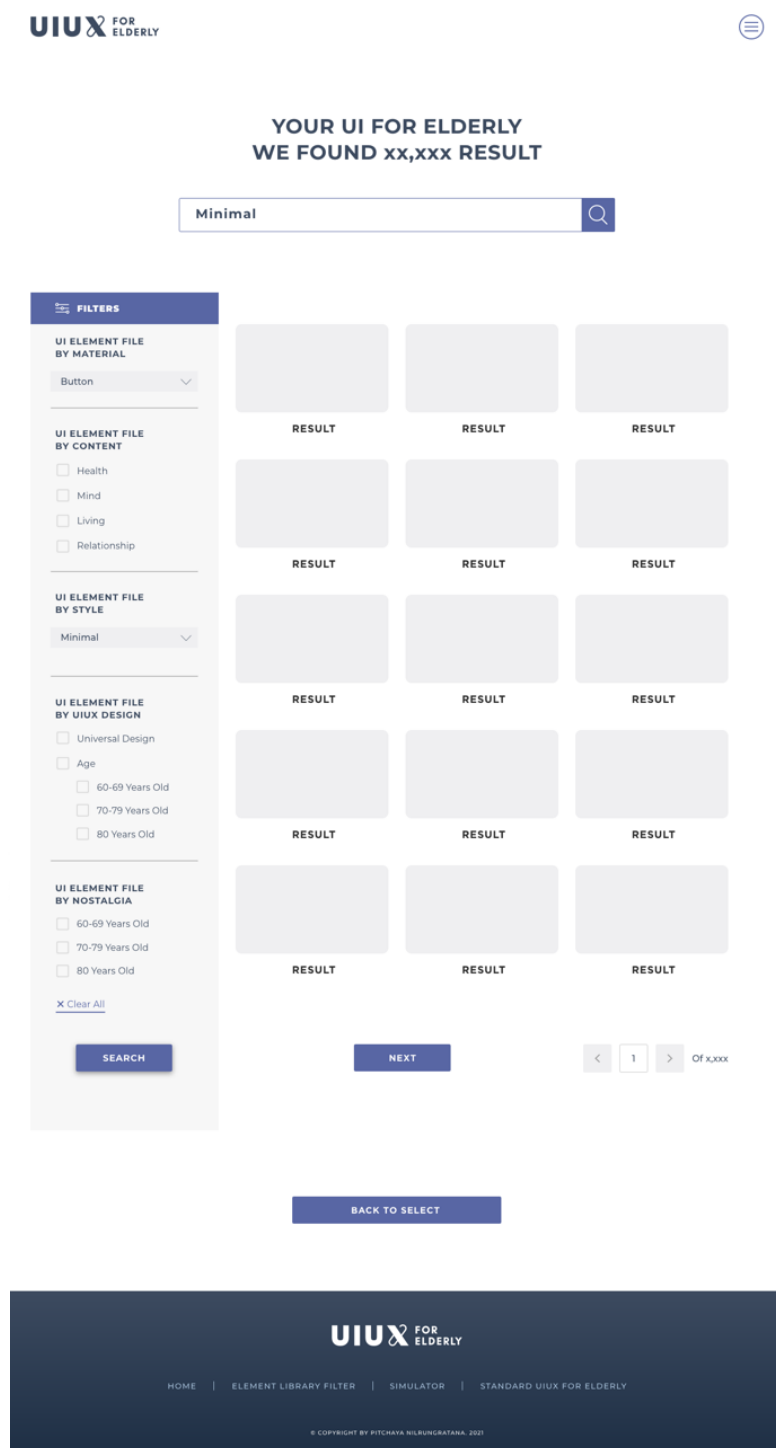 UIUX FOR
ELDERLY
YOUR UI FOR ELDERLY
WE FOUND xx,xxx RESULT
Minimal
FILTERS
UI ELEMENT FILE
BY MATERIAL
Button
UI ELEMENT FILE
BY CONTENT
Health
Mind
Living
Relationship
UI ELEMENT FILE
BY STYLE
Minimal
UI ELEMENT FILE
BY UIUX DESIGN
Universal Design
Age
60-69 Years Old
70-79 Years Old
80 Years Old
UI ELEMENT FILE
BY NOSTALGIA
60-69 Years Old
70-79 Years Old
80 Years Old
× Clear All
SEARCH
RESULT RESULT RESULT
RESULT RESULT RESULT
RESULT RESULT RESULT
RESULT RESULT RESULT
RESULT RESULT RESULT
NEXT
< 1 > Of x,xxx
BACK TO SELECT
UIUX FOR
ELDERLY
HOME | ELEMENT LIBRARY FILTER | SIMULATOR | STANDARD UIUX FOR ELDERLY
© COPYRIGHT BY PITCHAYA NILRUNGRATANA. 2021